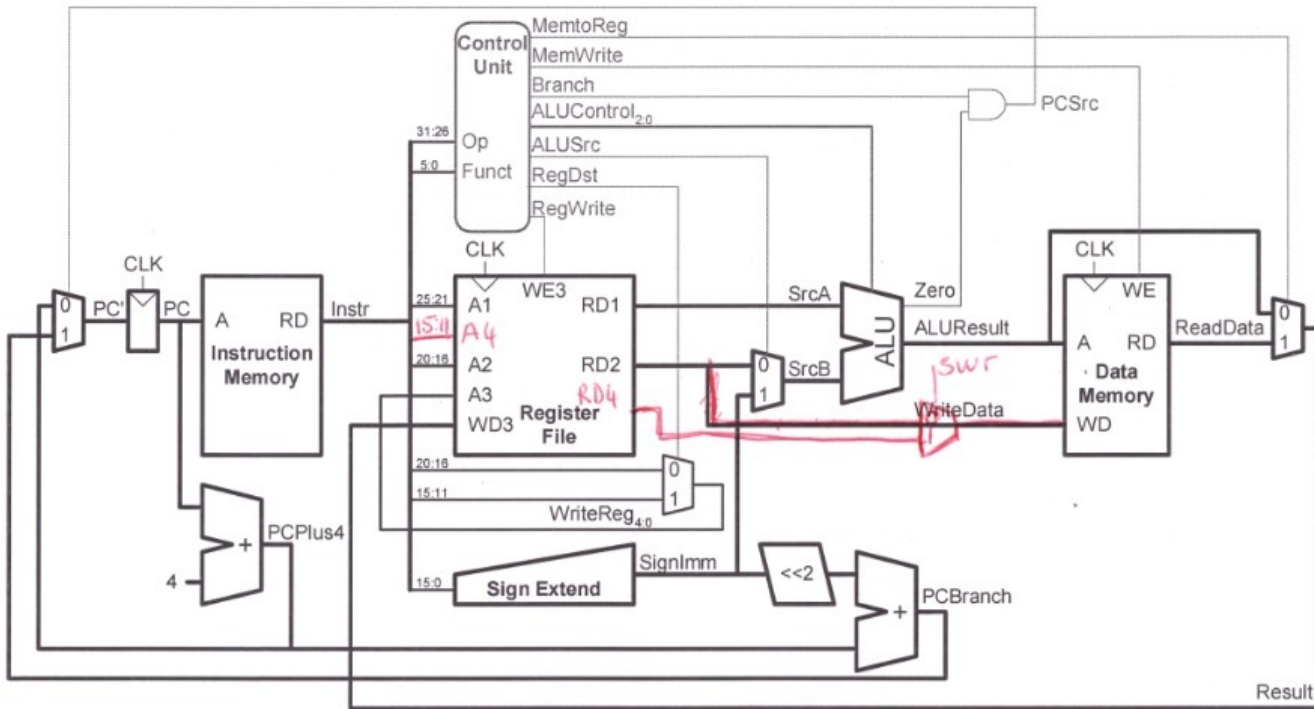 MemtoReg
Control
Unit
MemWrite
Branch
PCSrc
ALUControl2:0
31:26
Op
ALUSrc
5:0
Funct
RegDst
RegWrite
CLK
CLK
CLK
0
1
PC'
PC
A
RD
Instruction
Memory
Instr
25:21
A1
WE3
RD1
15:11
A4
20:16
A2
RD2
A3
RD4
WD3
Register
File
SrcA
0
1
SrcB
ALU
Zero
ALUResult
swr
WriteData
WE
A
RD
Data
Memory
WD
ReadData
0
1
20:16
0
15:11
1
WriteReg4:0
PCPlus4
+
4
15:0
Sign Extend
SignImm
<<2
+
PCBranch
Result